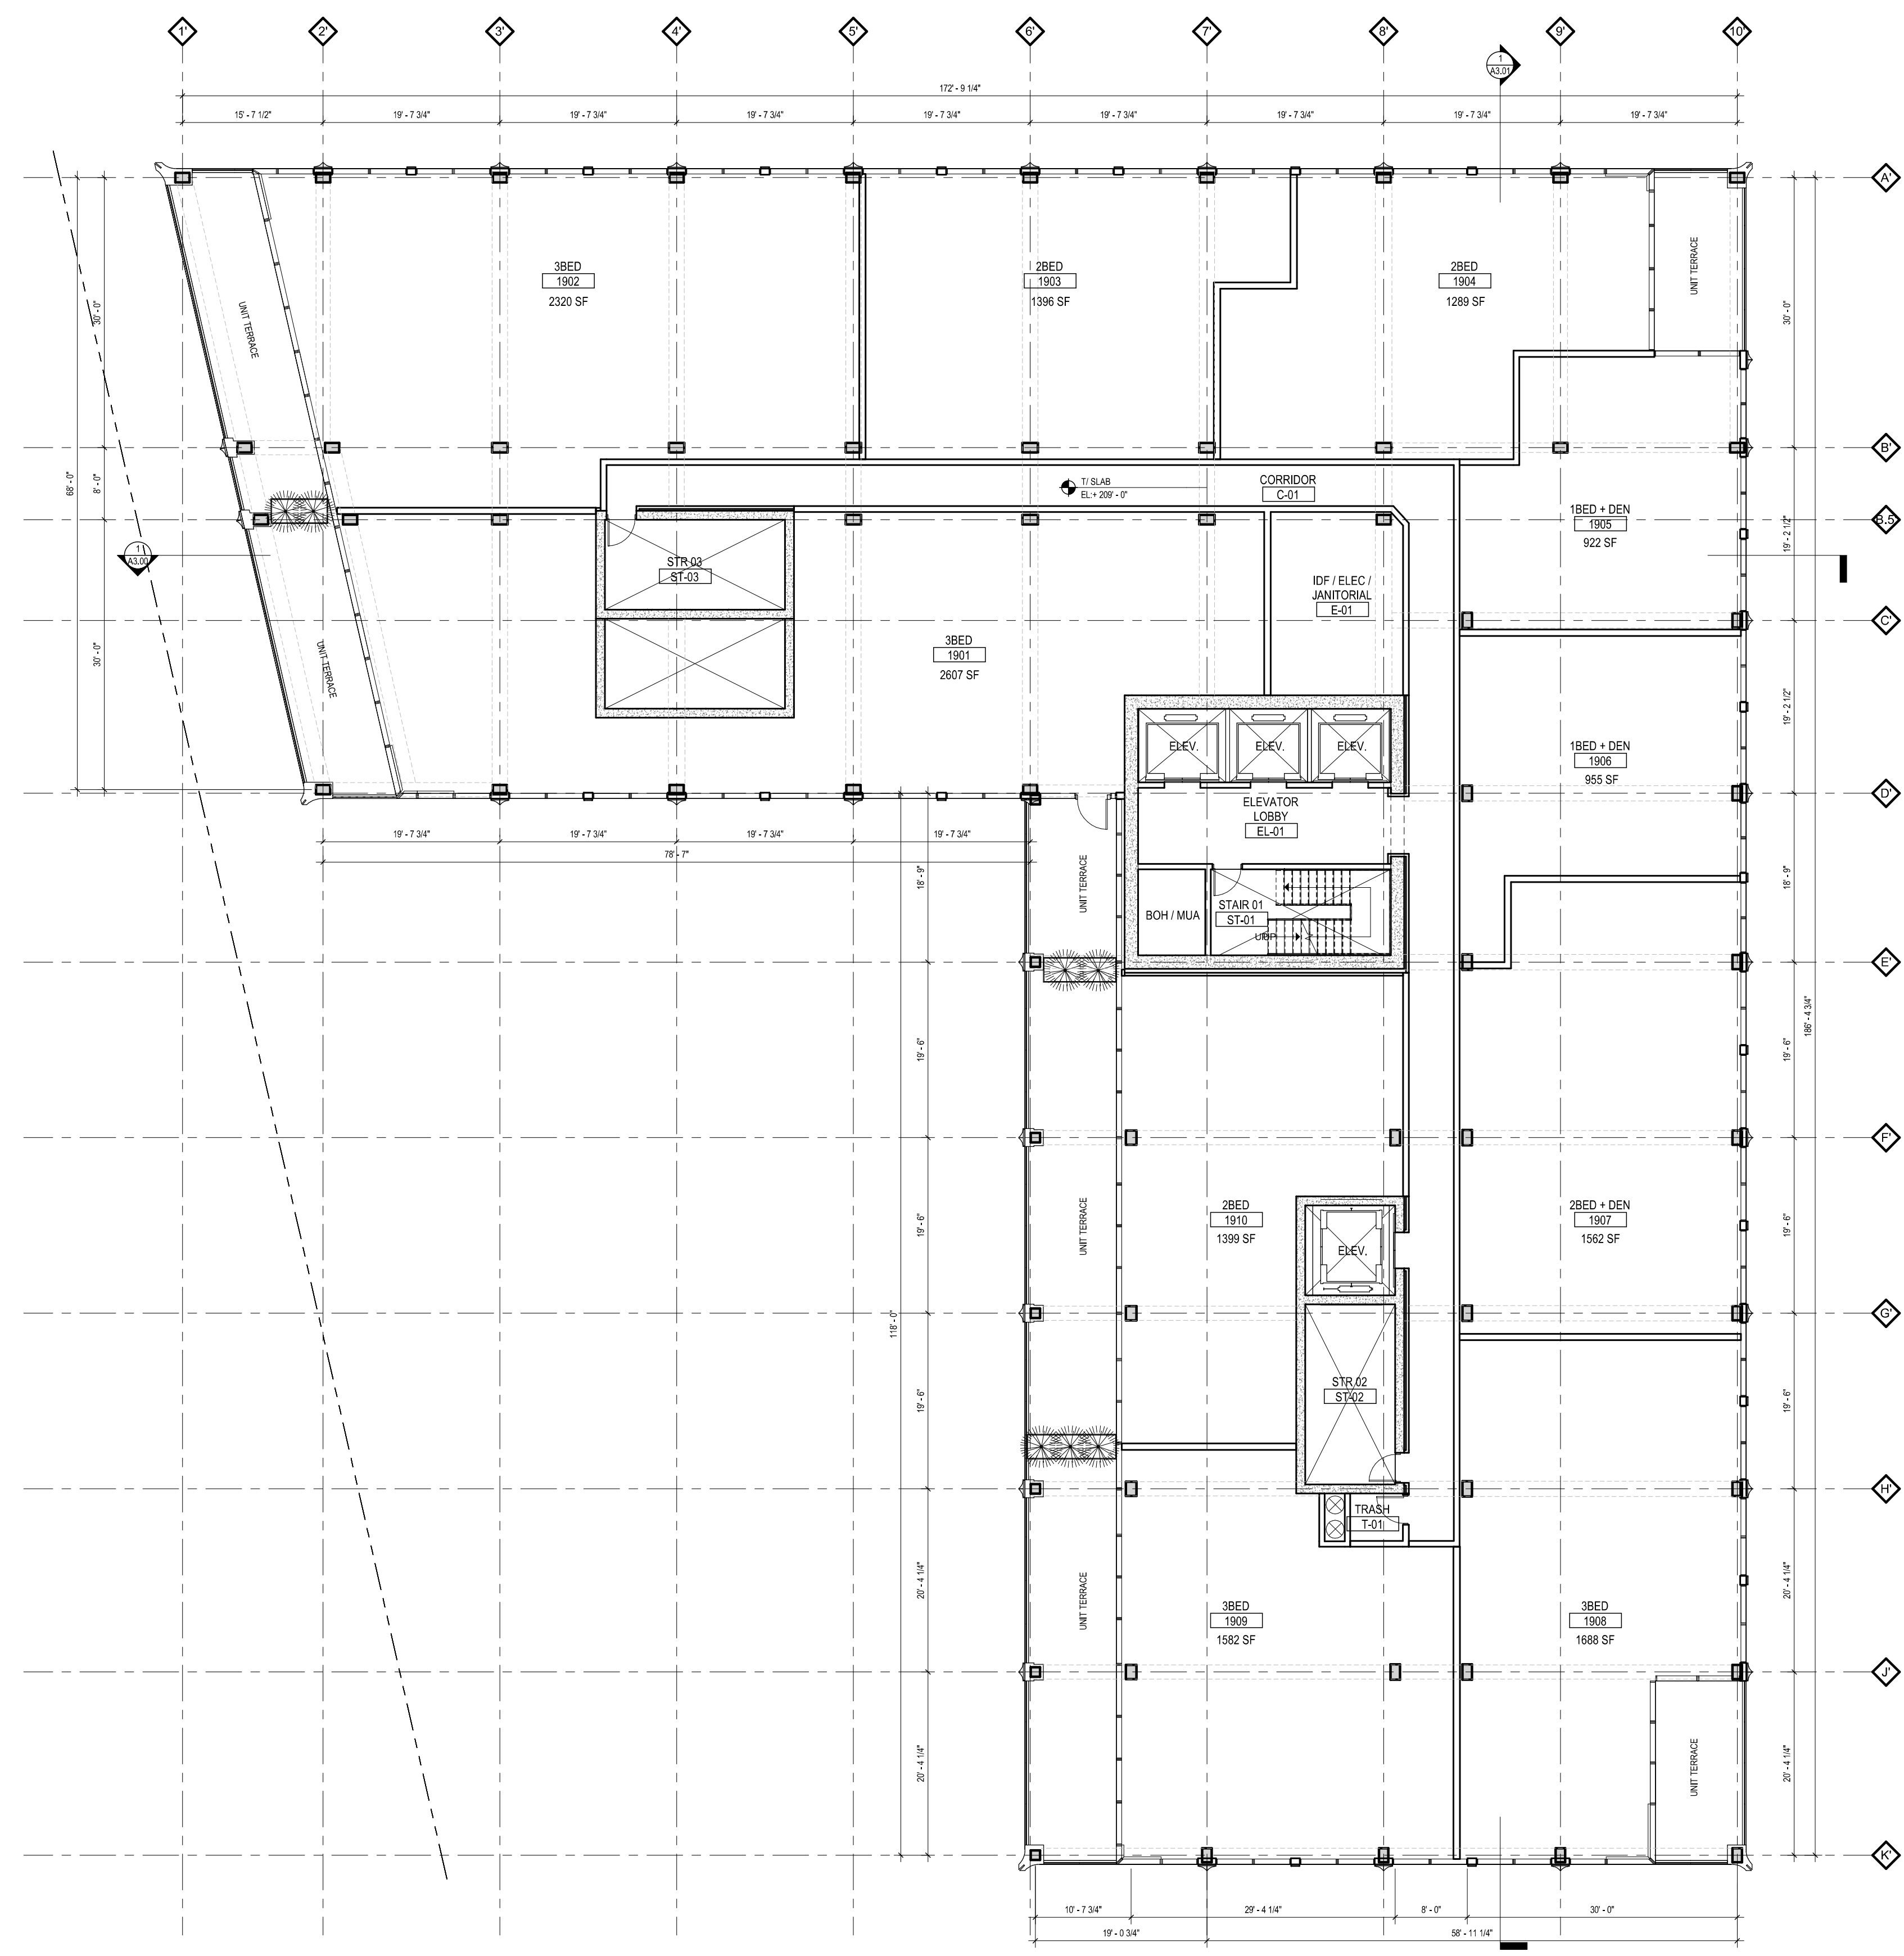 1' 2' 3' 4' 5' 6' 7' 8' 9' 10'
1
A3.01
172' - 9 1/4"
15' - 7 1/2" 19' - 7 3/4" 19' - 7 3/4" 19' - 7 3/4" 19' - 7 3/4" 19' - 7 3/4" 19' - 7 3/4" 19' - 7 3/4" 19' - 7 3/4"
A'
3BED
1902
2320 SF
2BED
1903
1396 SF
2BED
1904
1289 SF
UNIT TERRACE
UNIT TERRACE
30' - 0"
30' - 0"
B'
68' - 0"
8' - 0"
T/ SLAB
EL:+ 209' - 0"
CORRIDOR
C-01
1BED + DEN
1905
922 SF
B.5'
19' - 2 1/2"
1
A3.00
STR 03
ST-03
IDF / ELEC /
JANITORIAL
E-01
C'
30' - 0"
UNIT TERRACE
3BED
1901
2607 SF
19' - 2 1/2"
ELEV.
ELEV.
ELEV.
1BED + DEN
1906
955 SF
D'
ELEVATOR
LOBBY
EL-01
19' - 7 3/4" 19' - 7 3/4" 19' - 7 3/4" 19' - 7 3/4"
78' - 7"
18' - 9"
UNIT TERRACE
18' - 9"
BOH / MUA
STAIR 01
ST-01
UP
E'
186' - 4 3/4"
19' - 6"
19' - 6"
F'
2BED
1910
1399 SF
2BED + DEN
1907
1562 SF
19' - 6"
UNIT TERRACE
19' - 6"
ELEV.
118' - 0"
G'
STR 02
ST-02
19' - 6"
19' - 6"
H'
TRASH
T-01
20' - 4 1/4"
UNIT TERRACE
20' - 4 1/4"
3BED
1909
1582 SF
3BED
1908
1688 SF
J'
20' - 4 1/4"
UNIT TERRACE
20' - 4 1/4"
K'
10' - 7 3/4" 29' - 4 1/4" 8' - 0" 30' - 0"
19' - 0 3/4" 58' - 11 1/4"